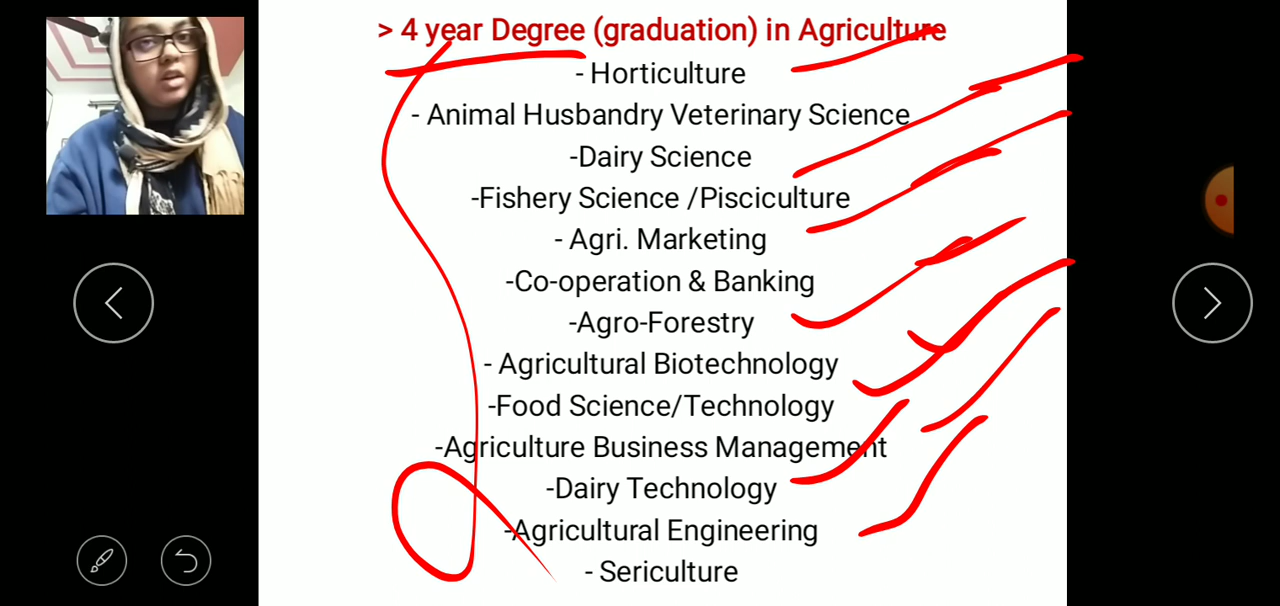 > 4 year Degree (graduation) in Agriculture
- Horticulture
- Animal Husbandry Veterinary Science
-Dairy Science
-Fishery Science /Pisciculture
- Agri. Marketing
-Co-operation & Banking
-Agro-Forestry
- Agricultural Biotechnology
-Food Science/Technology
-Agriculture Business Management
-Dairy Technology
-Agricultural Engineering
- Sericulture